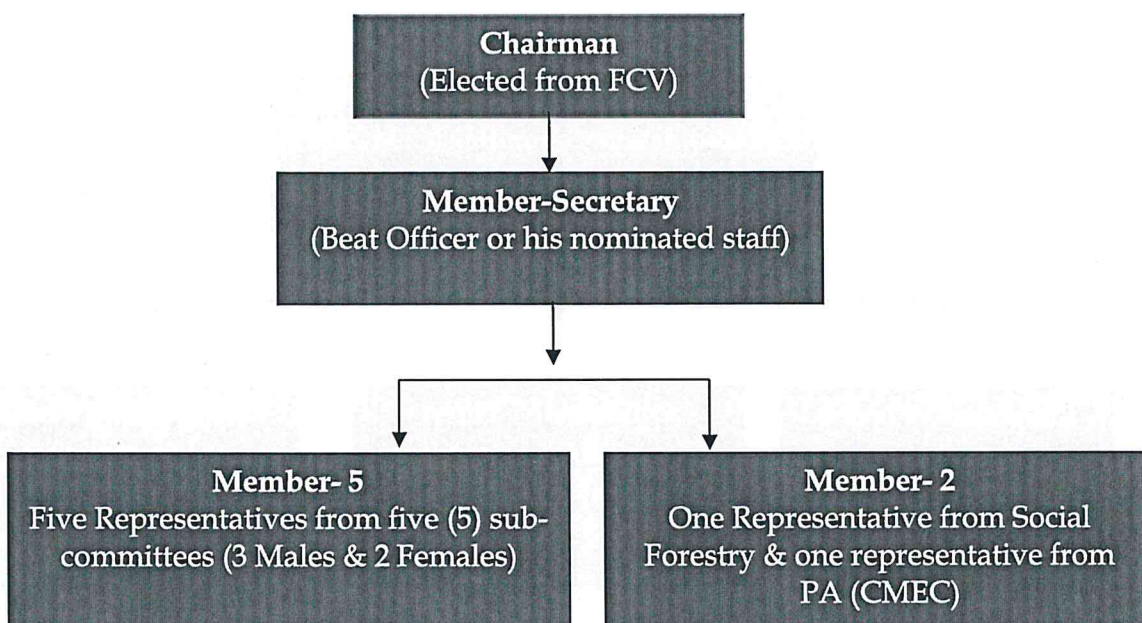 Chairman
(Elected from FCV)
Member-Secretary
(Beat Officer or his nominated staff)
Member- 5
Five Representatives from five (5) sub-
committees (3 Males & 2 Females)
Member- 2
One Representative from Social
Forestry & one representative from
PA (CMEC)